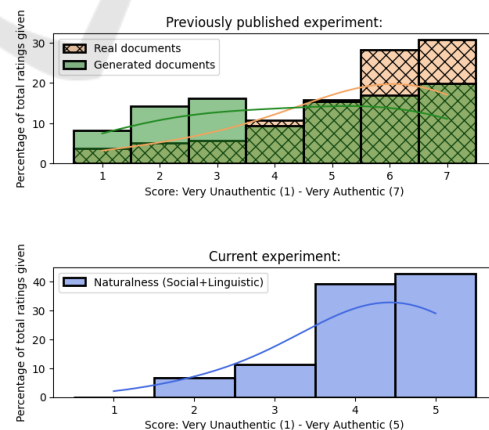 Previously published experiment:
Percentage of total ratings given
30
20
10
0
Real documents
Generated documents
1 2 3 4 5 6 7
Score: Very Unauthentic (1) - Very Authentic (7)
Current experiment:
Percentage of total ratings given
40
30
20
10
0
Naturalness (Social+Linguistic)
1 2 3 4 5
Score: Very Unauthentic (1) - Very Authentic (5)